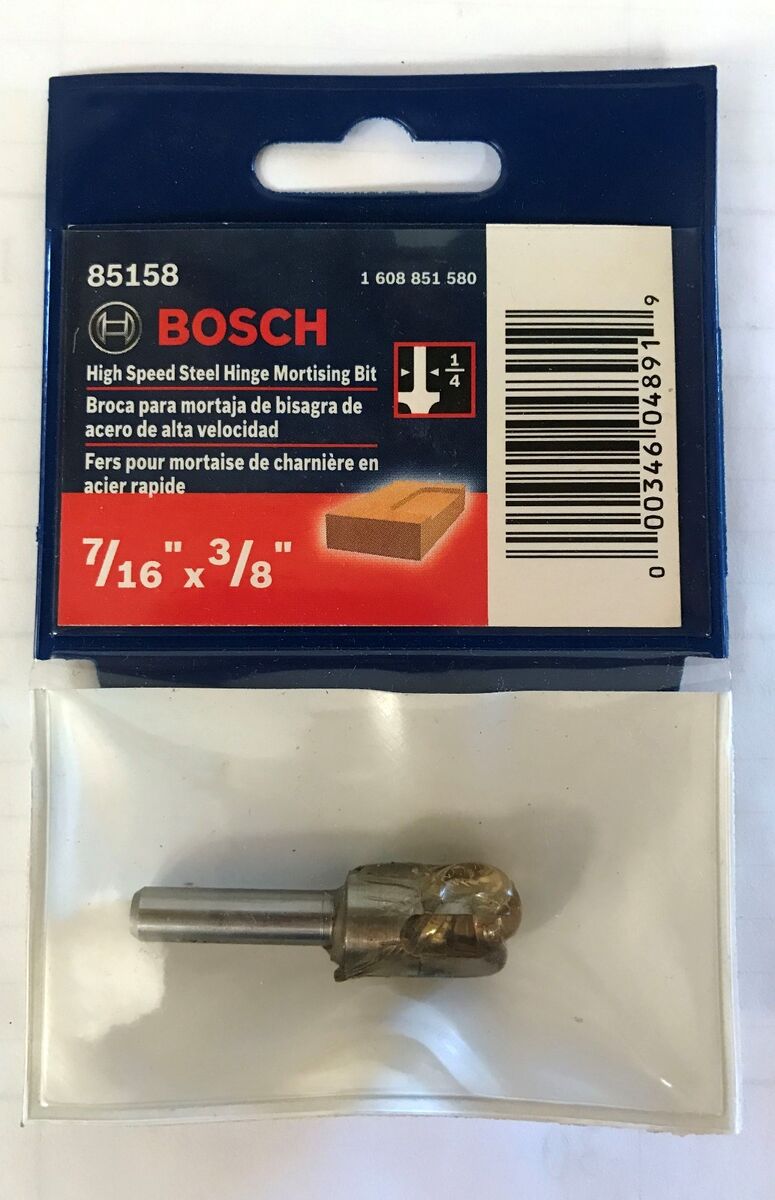 85158
1 608 851 580
BOSCH
High Speed Steel Hinge Mortising Bit
1/4
Broca para mortaja de bisagra de
acero de alta velocidad
Fers pour mortaise de charnière en
acier rapide
7/16" x 3/8"
0 00346 04891 9